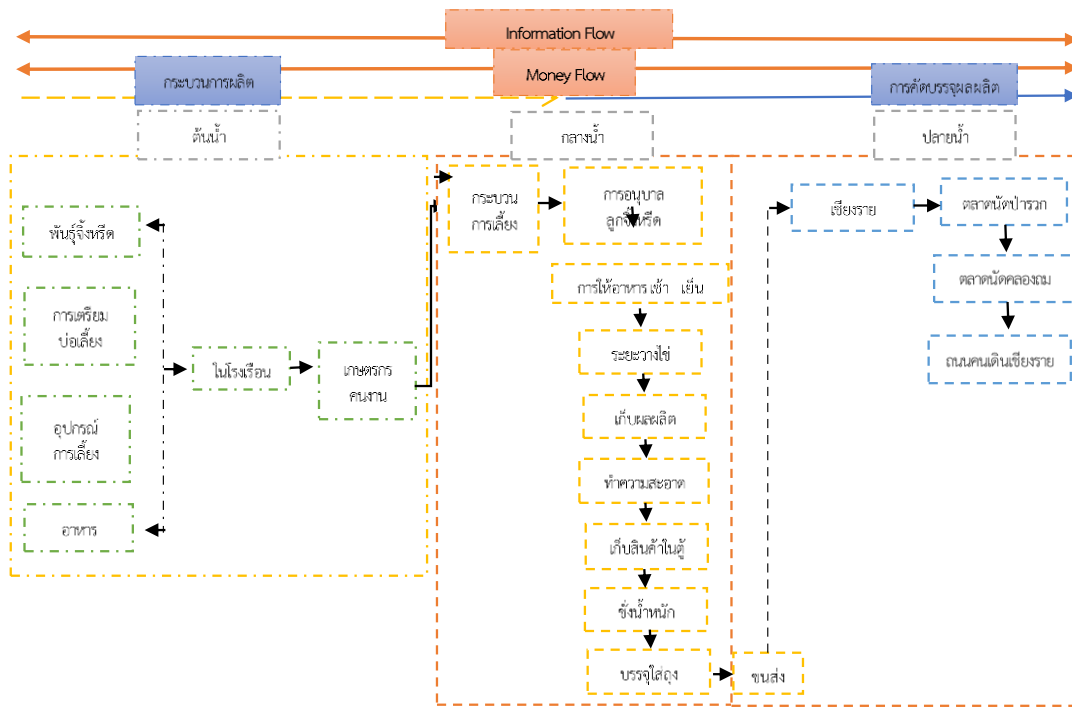 Information Flow
Money Flow
กระบวนการผลิต
การคัดบรรจุผลผลิต
ต้นน้ำ
กลางน้ำ
ปลายน้ำ
พันธุ์จิ้งหรีด
การเตรียม
บ่อเลี้ยง
อุปกรณ์
การเลี้ยง
อาหาร
ในโรงเรือน
เกษตรกร
คนงาน
กระบวน
การเลี้ยง
การอนุบาล
ลูกจิ้งหรีด
การให้อาหาร เช้า เย็น
ระยะวางไข่
เก็บผลผลิต
ทำความสะอาด
เก็บสินค้าในตู้
ชั่งน้ำหนัก
บรรจุใส่ถุง
ขนส่ง
เชียงราย
ตลาดนัดป่ารวก
ตลาดนัดคลองถม
ถนนคนเดินเชียงราย